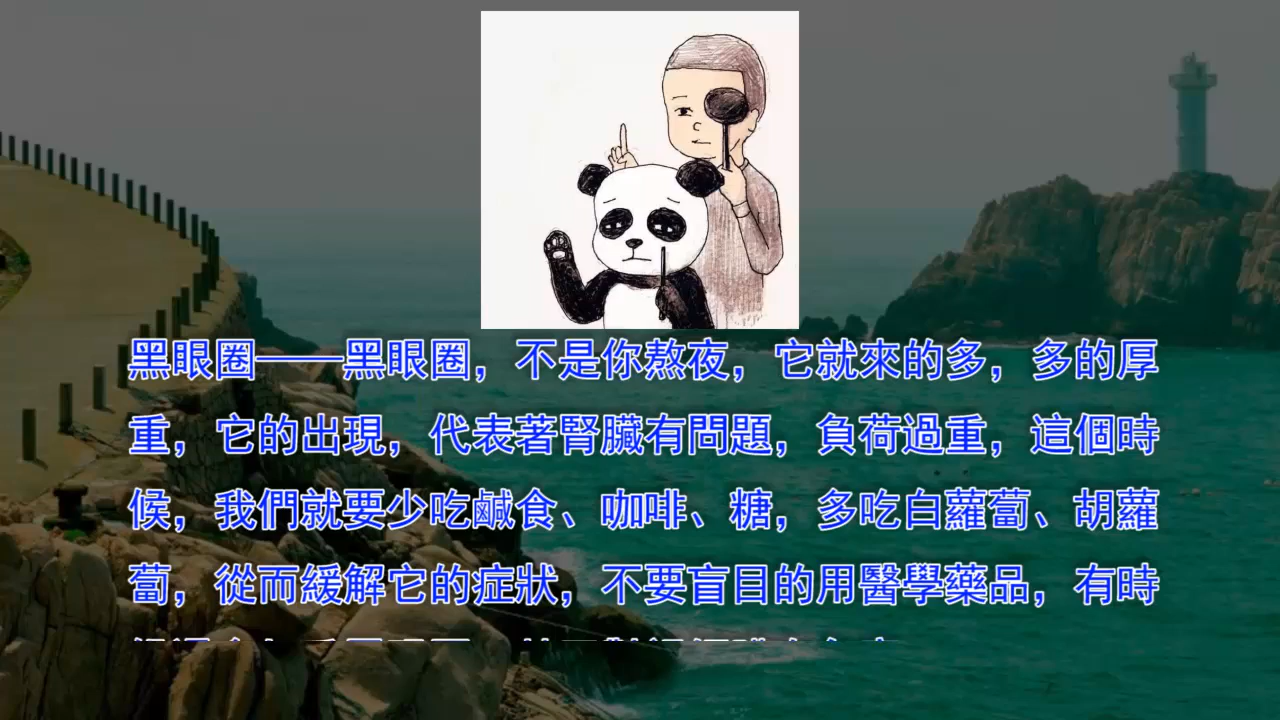 黑眼圈——黑眼圈，不是你熬夜，它就來的多，多的厚
重，它的出現，代表著腎臟有問題，負荷過重，這個時
候，我們就要少吃鹹食、咖啡、糖，多吃白蘿蔔、胡蘿
蔔，從而緩解它的症狀，不要盲目的用醫學藥品，有時